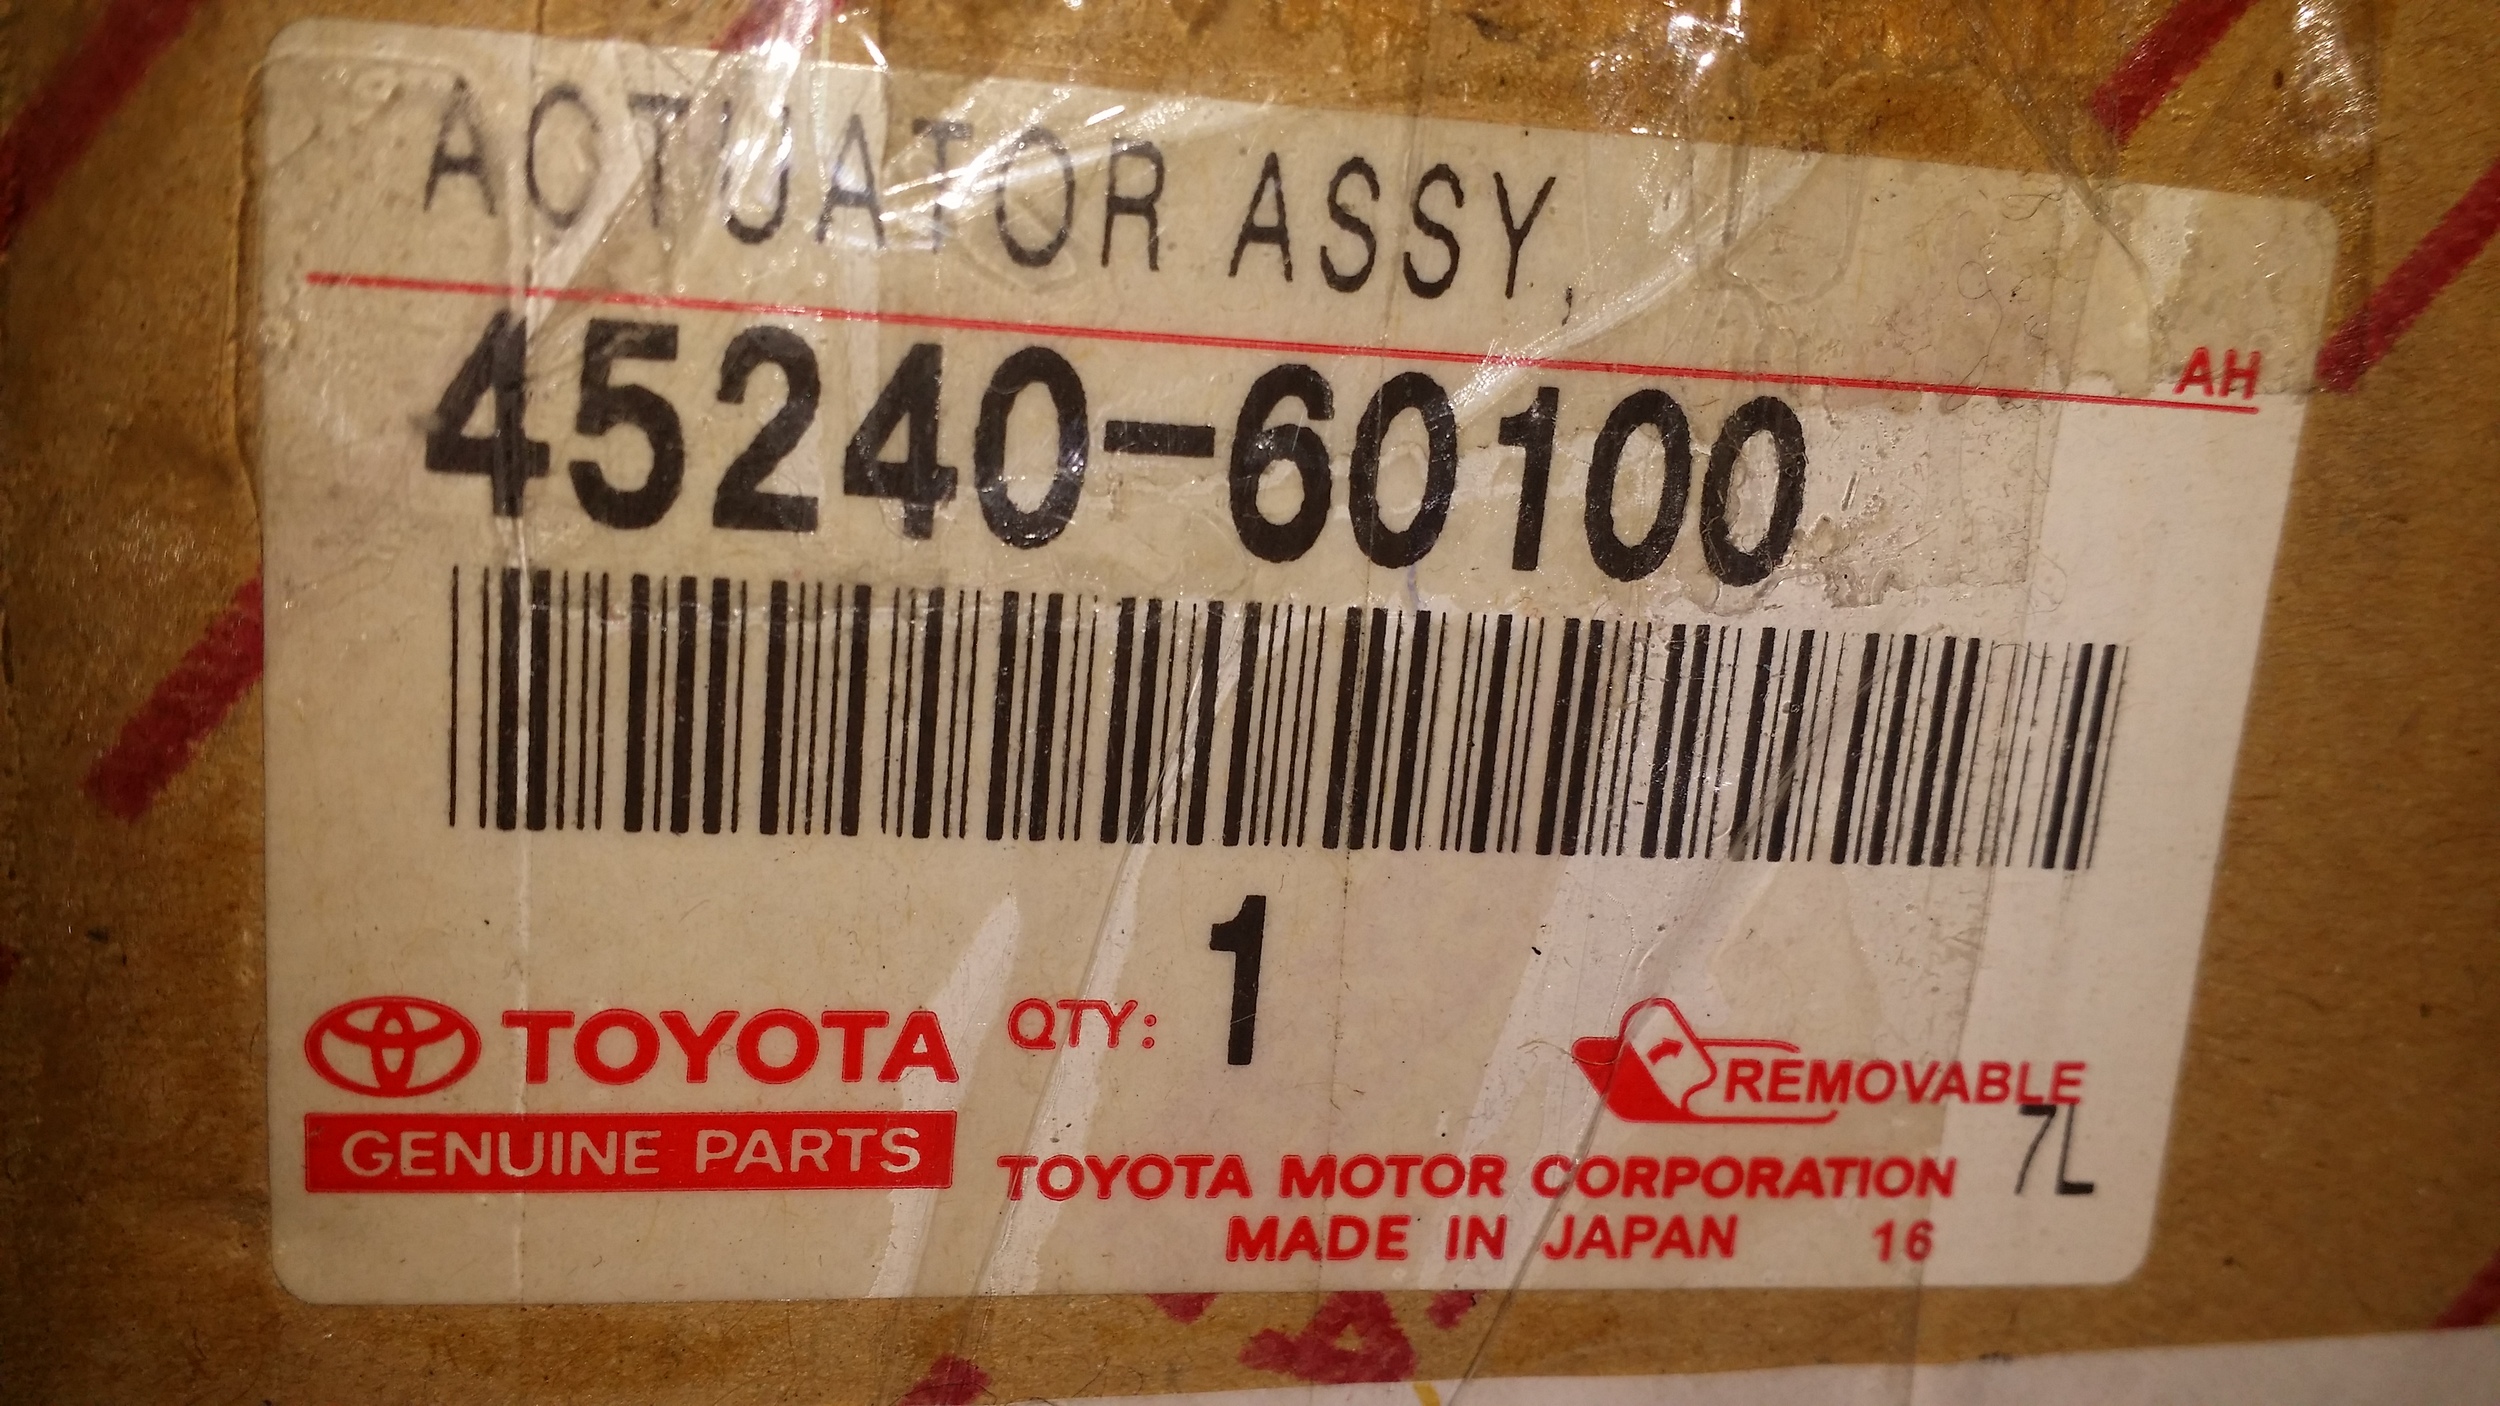 ACTUATOR ASSY,
AH
45240-60100
1
TOYOTA QTY:
REMOVABLE
GENUINE PARTS
7L
TOYOTA MOTOR CORPORATION
MADE IN JAPAN 16